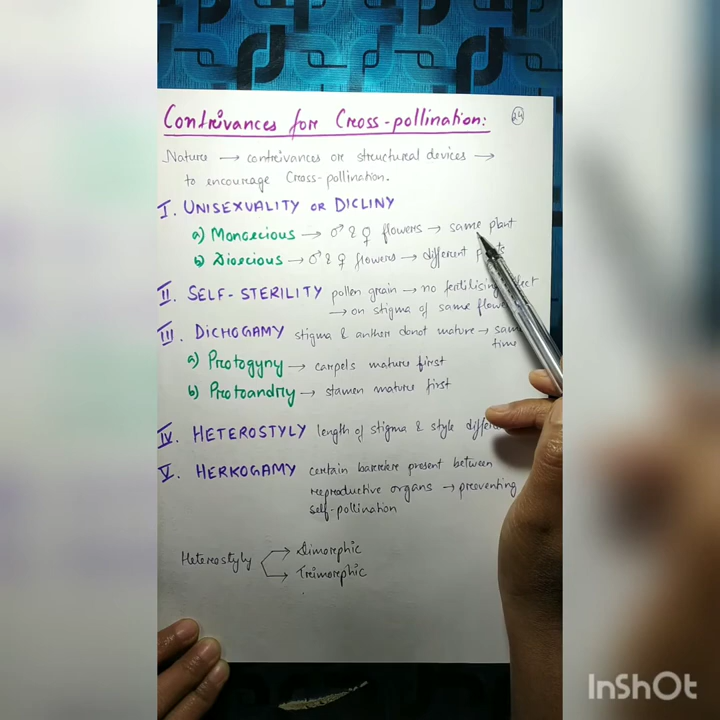 Contrivances for Cross-pollination:
24
Nature → contrivances or structural devices →
to encourage Cross-pollination.
I. UNISEXUALITY OR DICLINY
a) Monoecious → ♂ & ♀ flowers → same plant
b) Dioecious → ♂ & ♀ flowers → different
II. SELF-STERILITY pollen grain → no fertilising
→ on stigma of same
III. DICHOGAMY stigma & anther donot mature →
time
a) Protogyny → carpels mature first
b) Protoandry → stamen mature first
IV. HETEROSTYLY length of stigma & style
V. HERKOGAMY certain barriers present between
reproductive organs → preventing
self-pollination
Heterostyly
→ Dimorphic
→ Trimorphic
InShOt